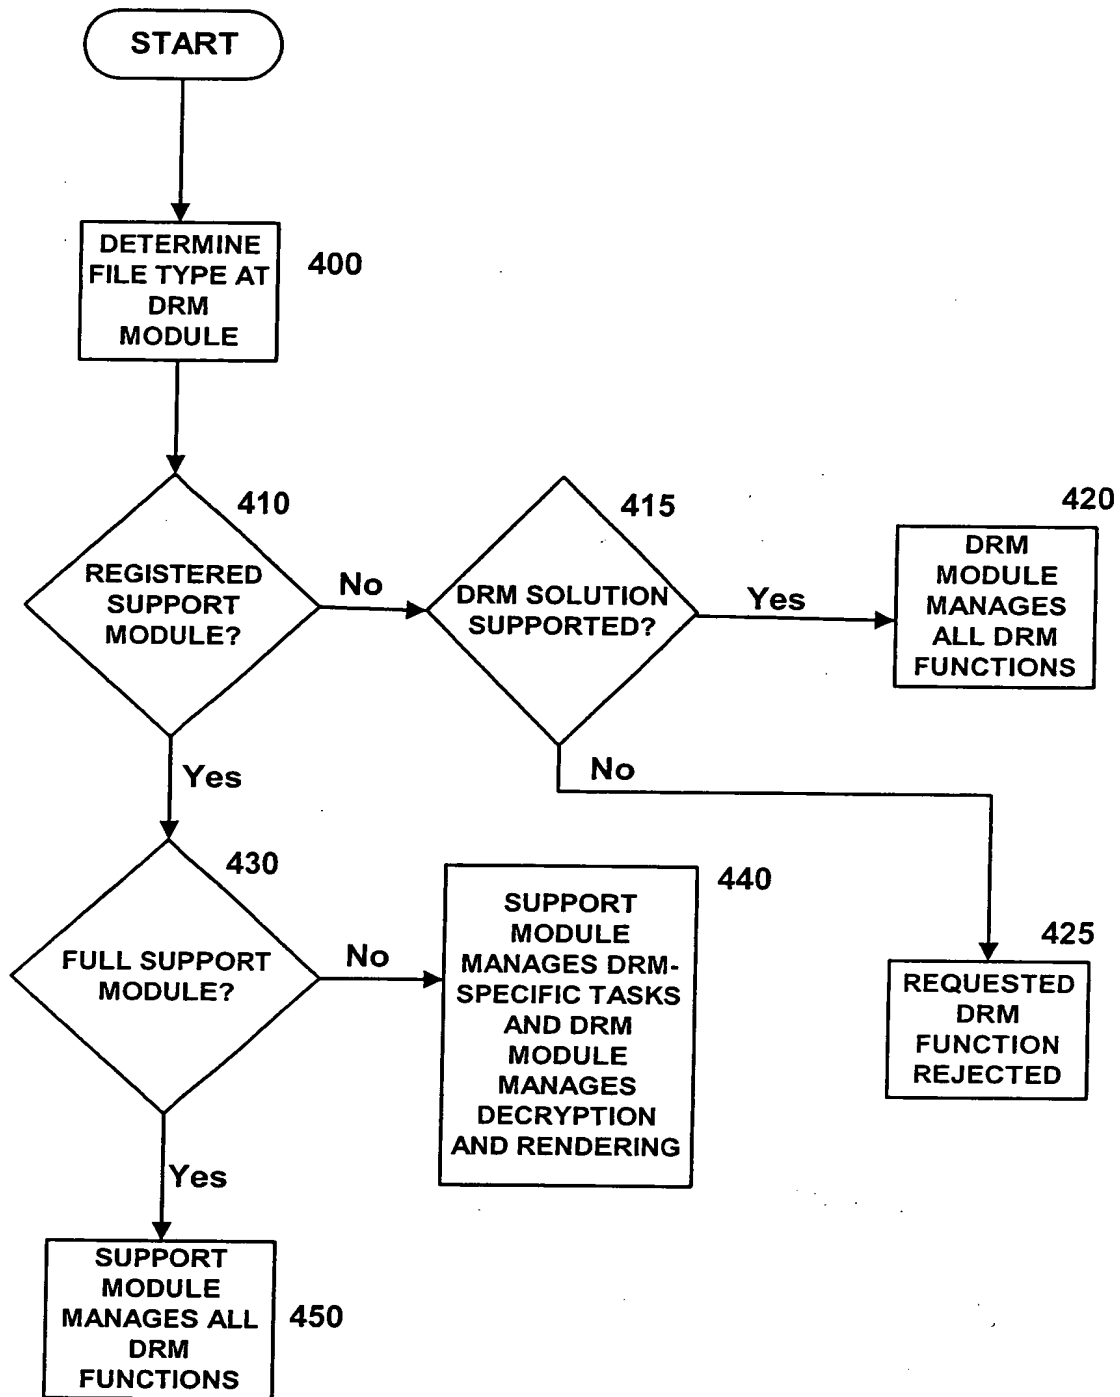 START
DETERMINE
FILE TYPE AT
DRM
MODULE
400
410
REGISTERED
SUPPORT
MODULE?
No
415
DRM SOLUTION
SUPPORTED?
Yes
420
DRM
MODULE
MANAGES
ALL DRM
FUNCTIONS
Yes
No
425
REQUESTED
DRM
FUNCTION
REJECTED
430
FULL SUPPORT
MODULE?
No
440
SUPPORT
MODULE
MANAGES DRM-
SPECIFIC TASKS
AND DRM
MODULE
MANAGES
DECRYPTION
AND RENDERING
Yes
SUPPORT
MODULE
MANAGES ALL
DRM
FUNCTIONS
450